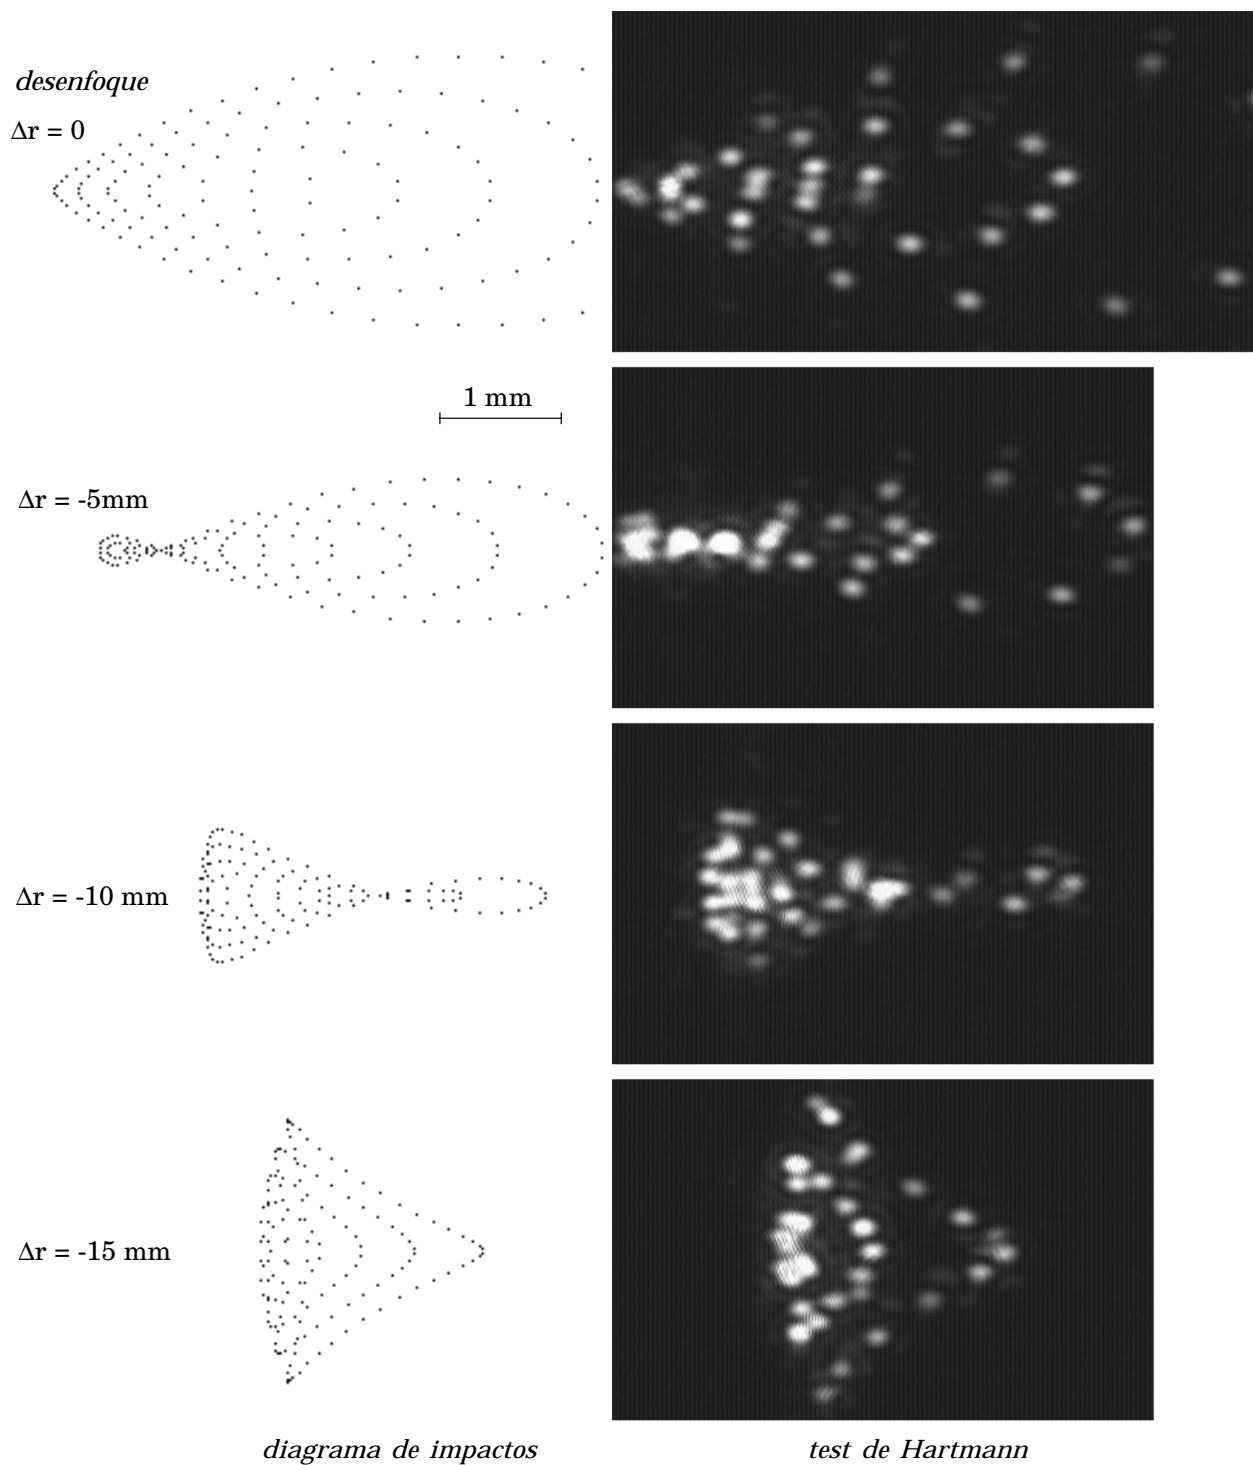 desenfoque
Δr = 0
1 mm
Δr = -5mm
Δr = -10 mm
Δr = -15 mm
diagrama de impactos
test de Hartmann